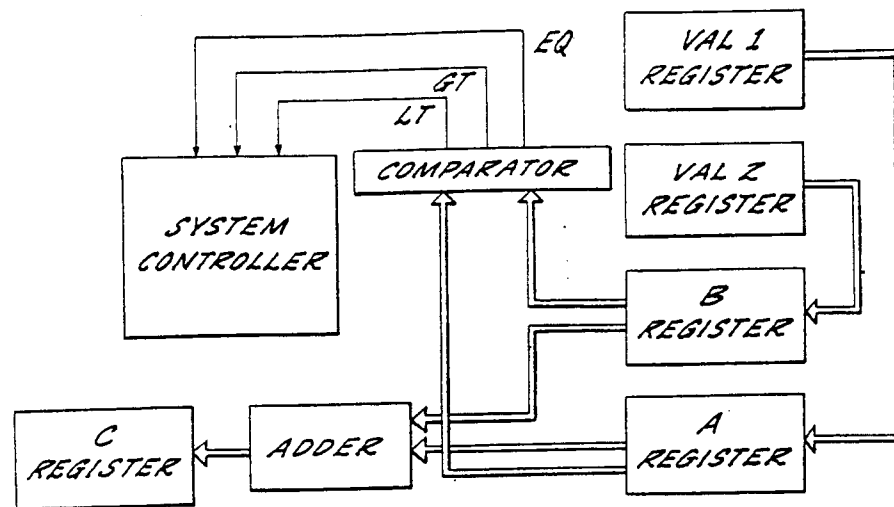 EQ
GT
LT
VAL 1
REGISTER
COMPARATOR
VAL 2
REGISTER
SYSTEM
CONTROLLER
B
REGISTER
C
REGISTER
ADDER
A
REGISTER